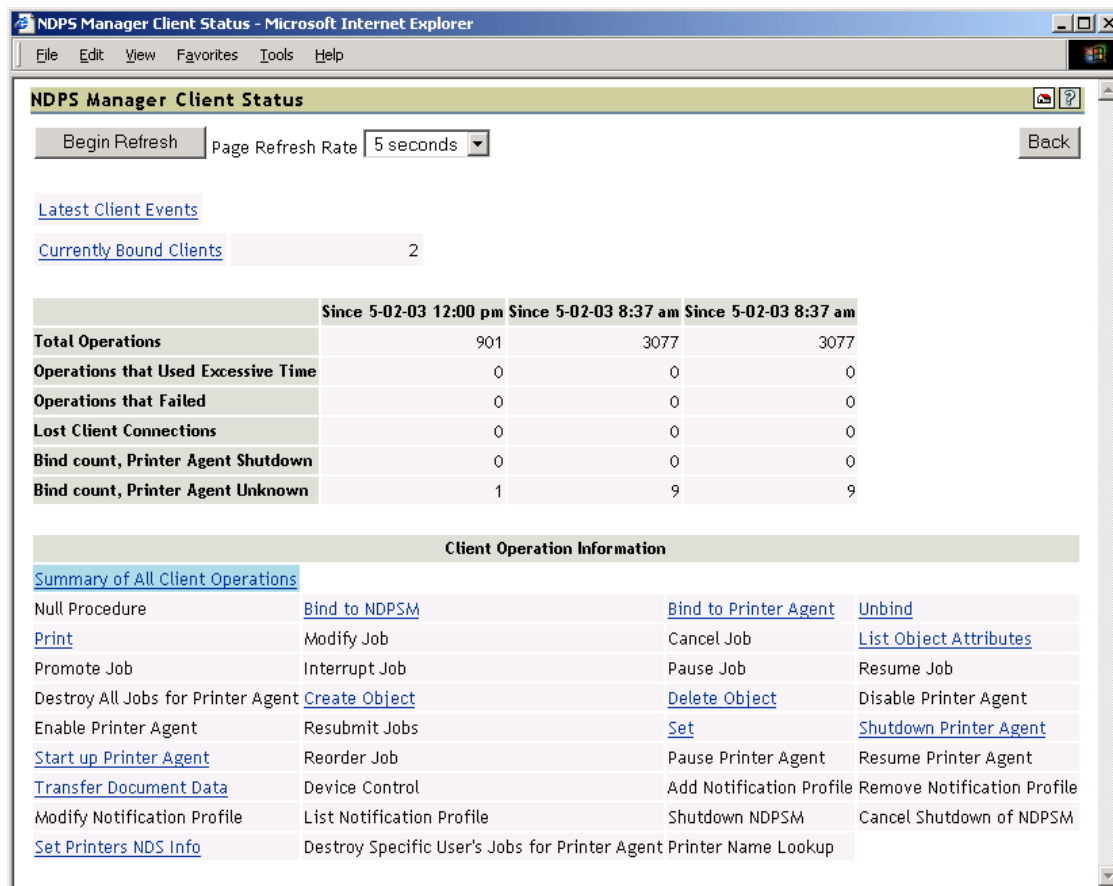 NDPS Manager Client Status - Microsoft Internet Explorer
File Edit View Favorites Tools Help
NDPS Manager Client Status ?
Begin Refresh Page Refresh Rate 5 seconds Back
Latest Client Events
Currently Bound Clients 2
Since 5-02-03 12:00 pm Since 5-02-03 8:37 am Since 5-02-03 8:37 am
Total Operations 901 3077 3077
Operations that Used Excessive Time 0 0 0
Operations that Failed 0 0 0
Lost Client Connections 0 0 0
Bind count, Printer Agent Shutdown 0 0 0
Bind count, Printer Agent Unknown 1 9 9
Client Operation Information
Summary of All Client Operations
Null Procedure Bind to NDPSM Bind to Printer Agent Unbind
Print Modify Job Cancel Job List Object Attributes
Promote Job Interrupt Job Pause Job Resume Job
Destroy All Jobs for Printer Agent Create Object Delete Object Disable Printer Agent
Enable Printer Agent Resubmit Jobs Set Shutdown Printer Agent
Start up Printer Agent Reorder Job Pause Printer Agent Resume Printer Agent
Transfer Document Data Device Control Add Notification Profile Remove Notification Profile
Modify Notification Profile List Notification Profile Shutdown NDPSM Cancel Shutdown of NDPSM
Set Printers NDS Info Destroy Specific User's Jobs for Printer Agent Printer Name Lookup